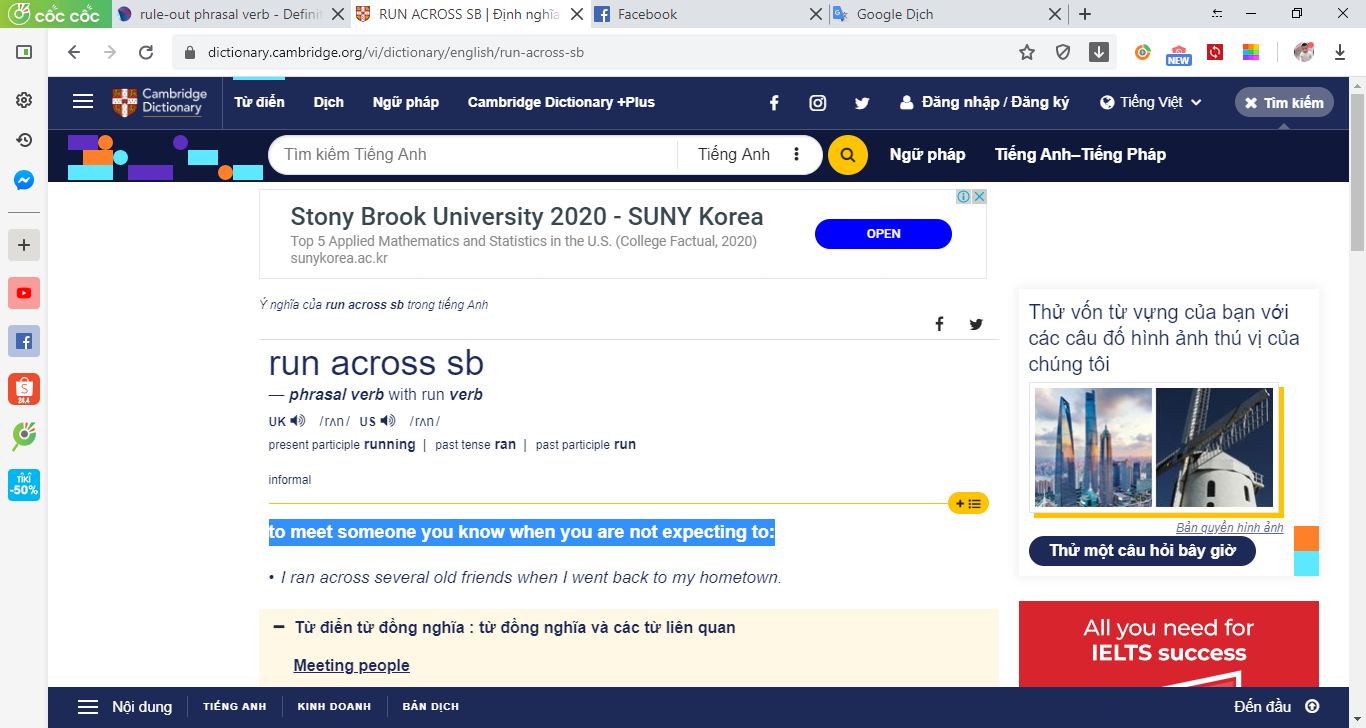 cốc cốc
rule-out phrasal verb - Definit
RUN ACROSS SB | Định nghĩa
Facebook
Google Dịch
dictionary.cambridge.org/vi/dictionary/english/run-across-sb
NEW
Cambridge
Dictionary
Từ điển
Dịch
Ngữ pháp
Cambridge Dictionary +Plus
Đăng nhập / Đăng ký
Tiếng Việt
Tìm kiếm
Tìm kiếm Tiếng Anh
Tiếng Anh
Ngữ pháp
Tiếng Anh–Tiếng Pháp
Stony Brook University 2020 - SUNY Korea
Top 5 Applied Mathematics and Statistics in the U.S. (College Factual, 2020)
sunykorea.ac.kr
OPEN
Ý nghĩa của run across sb trong tiếng Anh
run across sb
— phrasal verb with run verb
UK /rʌn/ US /rʌn/
present participle running | past tense ran | past participle run
informal
to meet someone you know when you are not expecting to:
• I ran across several old friends when I went back to my hometown.
Từ điển từ đồng nghĩa : từ đồng nghĩa và các từ liên quan
Meeting people
Thử vốn từ vựng của bạn với
các câu đố hình ảnh thú vị của
chúng tôi
Bản quyền hình ảnh
Thử một câu hỏi bây giờ
All you need for
IELTS success
24.4
TIKI
-50%
Nội dung
TIẾNG ANH
KINH DOANH
BẢN DỊCH
Đến đầu